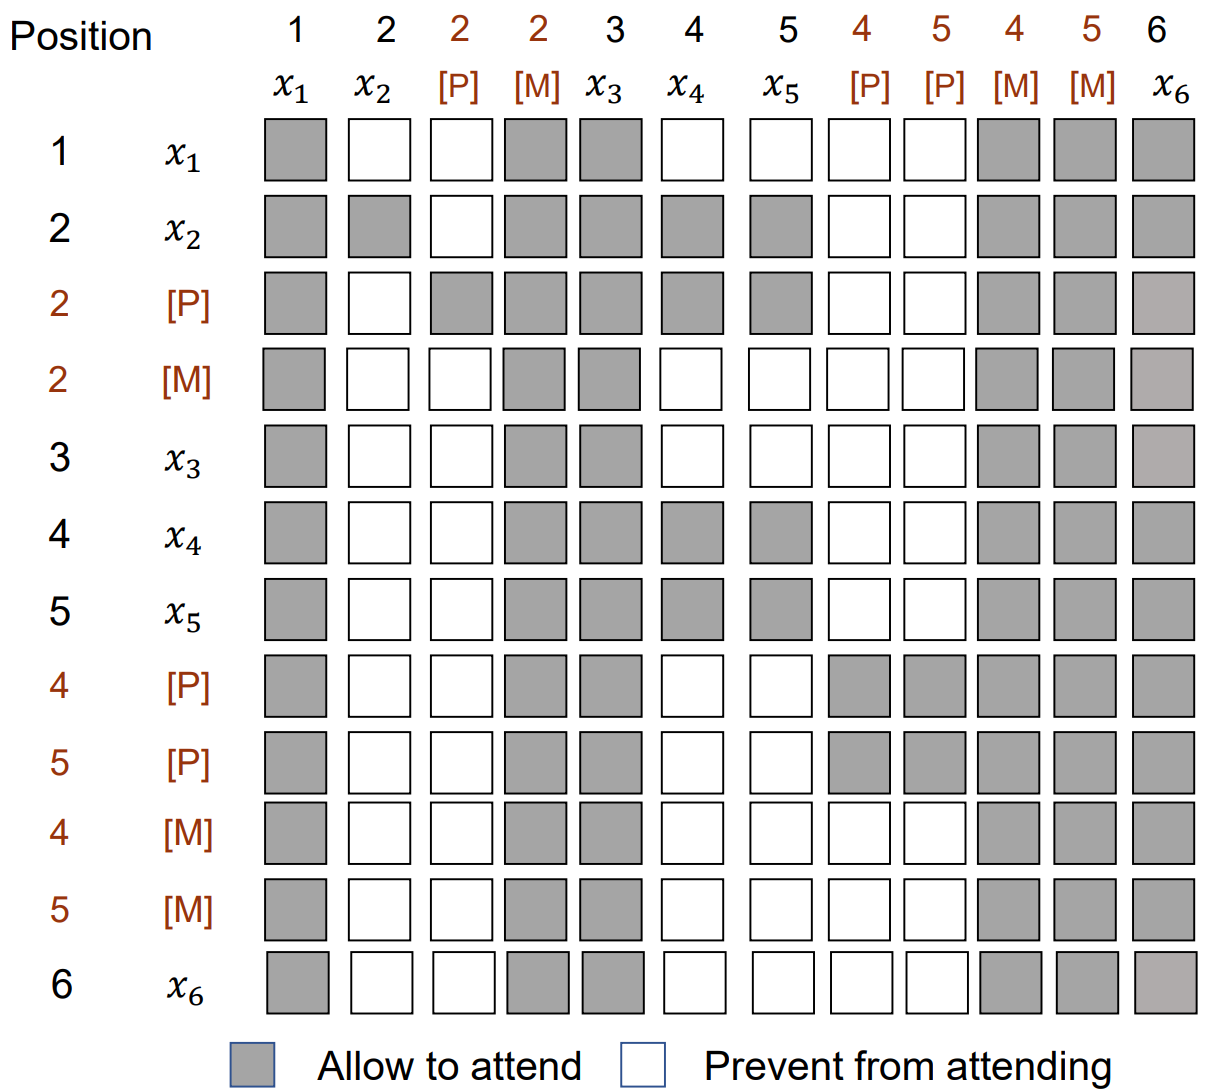 Position 1 2 2 2 3 4 5 4 5 4 5 6
x₁ x₂ [P] [M] x₃ x₄ x₅ [P] [P] [M] [M] x₆
1 x₁
2 x₂
2 [P]
2 [M]
3 x₃
4 x₄
5 x₅
4 [P]
5 [P]
4 [M]
5 [M]
6 x₆
Allow to attend Prevent from attending